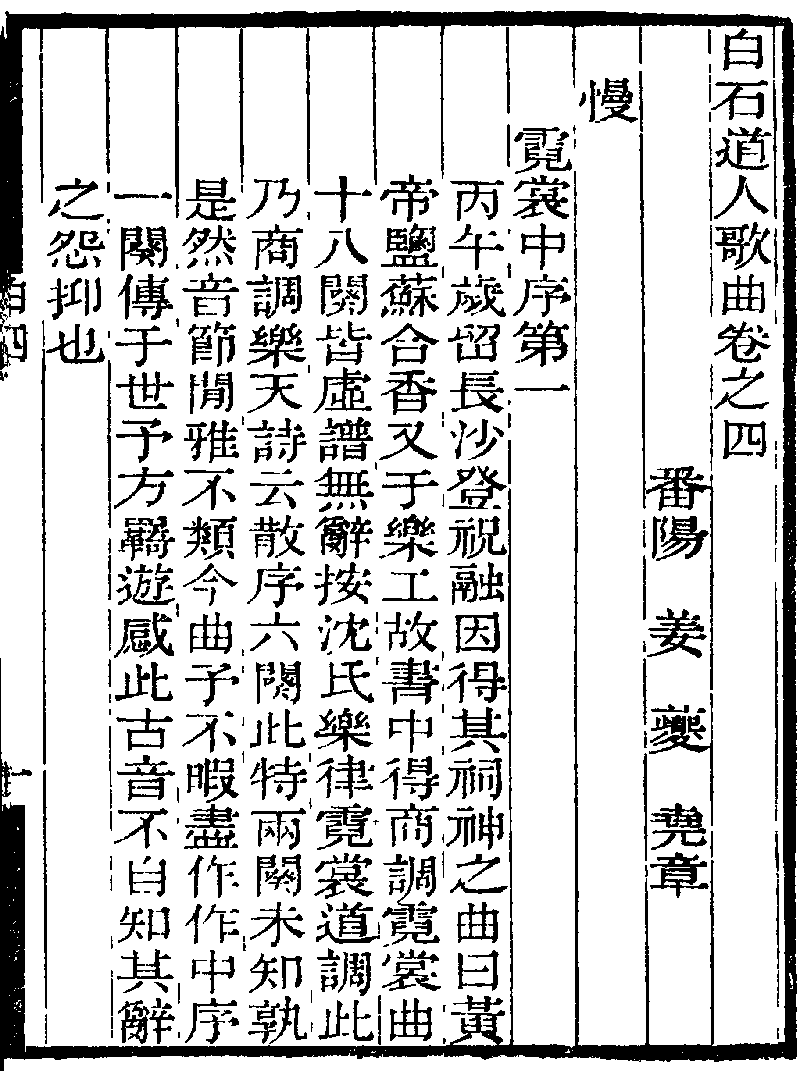 白石道人歌曲卷之四
番陽　姜　夔　堯章
慢
霓裳中序第一
丙午歲留長沙登祝融因得其祠神之曲曰黃
帝鹽蘇合香又于樂工故書中得商調霓裳曲
十八闋皆虛譜無辭按沈氏樂律霓裳道調此
乃商調樂天詩云散序六闋此特兩闋未知孰
是然音節閒雅不類今曲予不暇盡作作中序
一闋傳于世予方羇遊感此古音不自知其辭
之怨抑也
白四
一